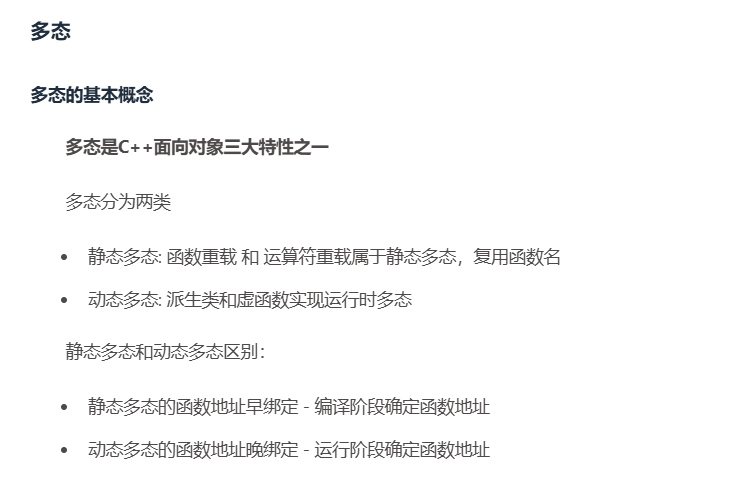 多态
多态的基本概念
多态是C++面向对象三大特性之一
多态分为两类
• 静态多态: 函数重载 和 运算符重载属于静态多态，复用函数名
• 动态多态: 派生类和虚函数实现运行时多态
静态多态和动态多态区别：
• 静态多态的函数地址早绑定 - 编译阶段确定函数地址
• 动态多态的函数地址晚绑定 - 运行阶段确定函数地址